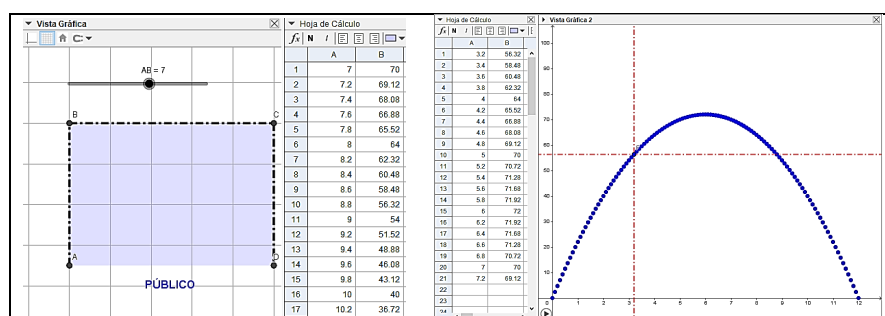 Vista Gráfica
AB = 7
B
C
A
D
PÚBLICO
Hoja de Cálculo
fx N I
A B
1 7 70
2 7.2 69.12
3 7.4 68.08
4 7.6 66.88
5 7.8 65.52
6 8 64
7 8.2 62.32
8 8.4 60.48
9 8.6 58.48
10 8.8 56.32
11 9 54
12 9.2 51.52
13 9.4 48.88
14 9.6 46.08
15 9.8 43.12
16 10 40
17 10.2 36.72
Hoja de Cálculo
fx N I
A B
1 3.2 56.32
2 3.4 58.48
3 3.6 60.48
4 3.8 62.32
5 4 64
6 4.2 65.52
7 4.4 66.88
8 4.6 68.08
9 4.8 69.12
10 5 70
11 5.2 70.72
12 5.4 71.28
13 5.6 71.68
14 5.8 71.92
15 6 72
16 6.2 71.92
17 6.4 71.68
18 6.6 71.28
19 6.8 70.72
20 7 70
21 7.2 69.12
22
23
24
Vista Gráfica 2
100
90
80
70
60
50
40
30
20
10
0 1 2 3 4 5 6 7 8 9 10 11 12